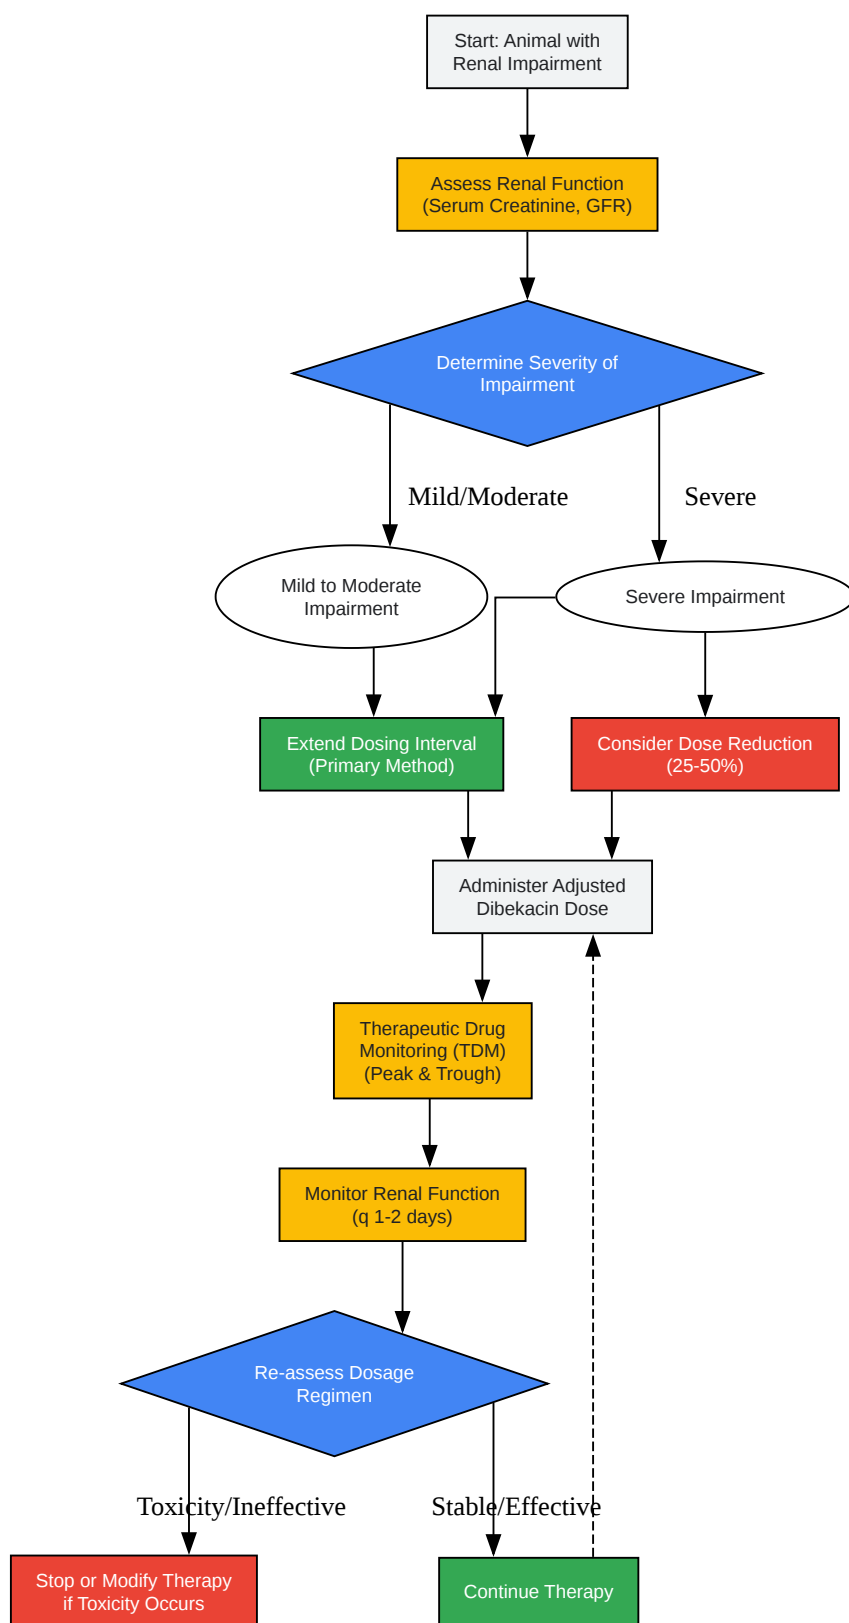 Start: Animal with
Renal Impairment
Assess Renal Function
(Serum Creatinine, GFR)
Determine Severity of
Impairment
Mild/Moderate
Severe
Mild to Moderate
Impairment
Severe Impairment
Extend Dosing Interval
(Primary Method)
Consider Dose Reduction
(25-50%)
Administer Adjusted
Dibekacin Dose
Therapeutic Drug
Monitoring (TDM)
(Peak & Trough)
Monitor Renal Function
(q 1-2 days)
Re-assess Dosage
Regimen
Toxicity/Ineffective
Stable/Effective
Stop or Modify Therapy
if Toxicity Occurs
Continue Therapy